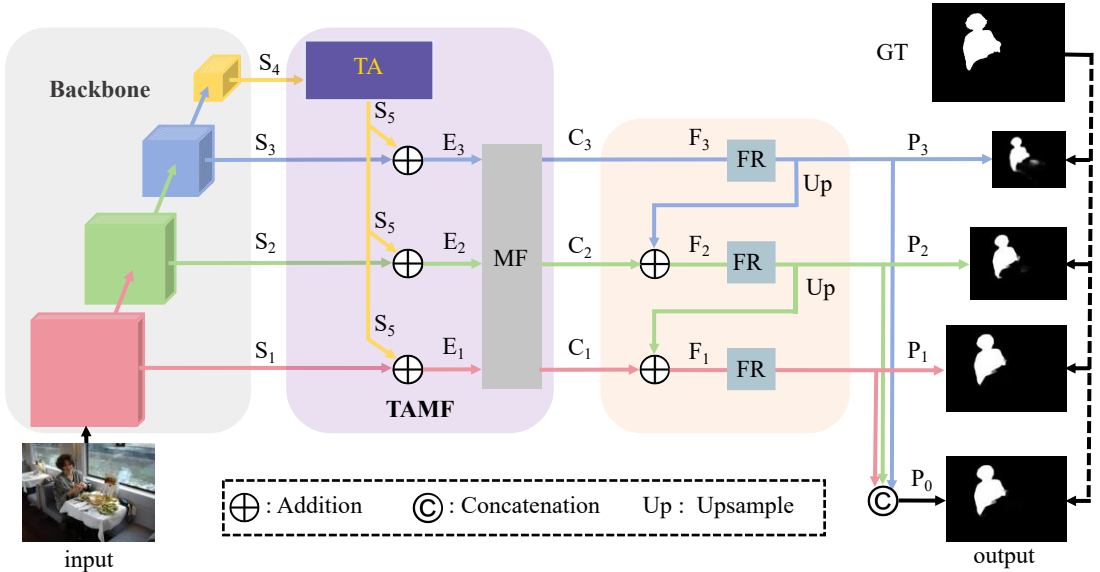 GT
S4
TA
Backbone
S5
S3
E3
C3
F3
FR
P3
Up
S5
S2
E2
MF
C2
F2
FR
P2
Up
S5
S1
E1
C1
F1
FR
P1
TAMF
P0
C
: Addition
C : Concatenation
Up : Upsample
input
output